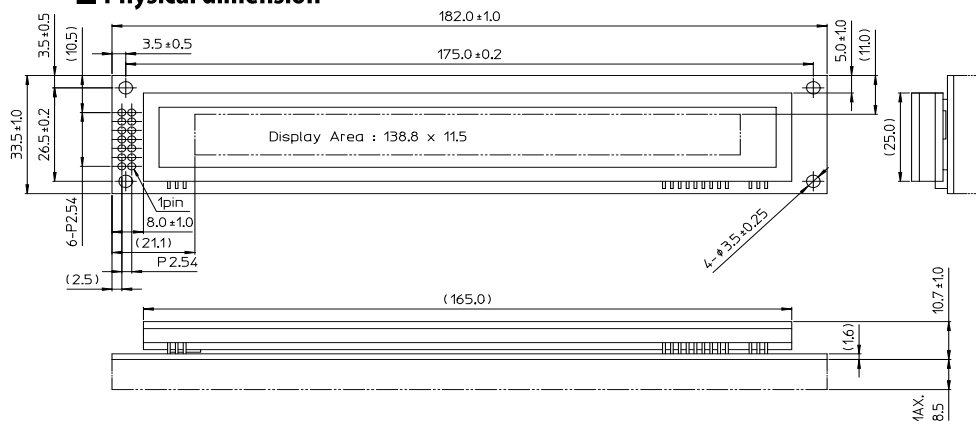 ■ Physical dimension
182.0±1.0
3.5±0.5
175.0±0.2
3.5±0.5
(10.5)
5.0±1.0
(11.0)
33.5±1.0
26.5±0.2
Display Area : 138.8 x 11.5
(25.0)
6-P2.54
1pin
8.0±1.0
(21.1)
P2.54
(2.5)
4-φ3.5±0.25
(165.0)
(1.6)
10.7±1.0
MAX.
8.5